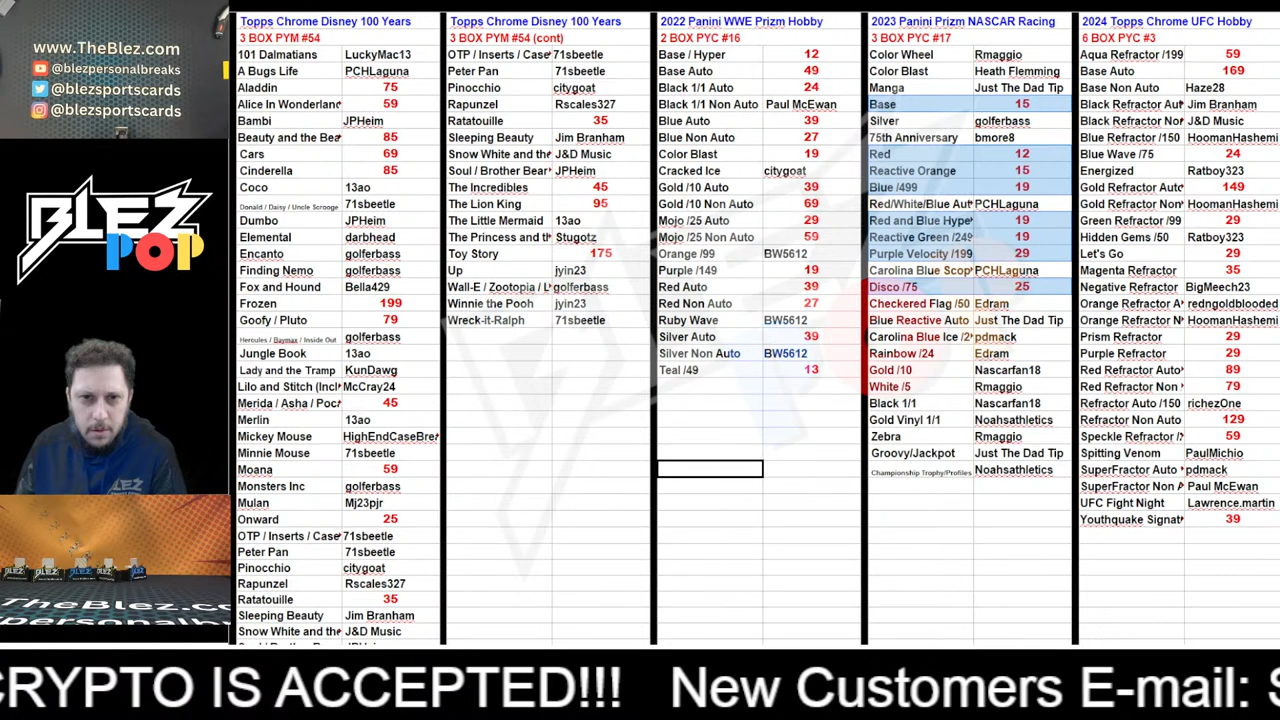 www.TheBlez.com
@blezpersonalbreaks
@blezsportscards
BLEZ
POP
TheBlez.co
Topps Chrome Disney 100 Years
3 BOX PYM #54
101 Dalmatians LuckyMac13
A Bugs Life PCHLaguna
Aladdin 75
Alice In Wonderlan 59
Bambi JPHeim
Beauty and the Bea 85
Cars 69
Cinderella 85
Coco 13ao
Donald / Daisy / Uncle Scrooge 71sbeetle
Dumbo JPHeim
Elemental darbhead
Encanto golferbass
Finding Nemo golferbass
Fox and Hound Bella429
Frozen 199
Goofy / Pluto 79
Hercules / Baymax / Inside Out golferbass
Jungle Book 13ao
Lady and the Tramp KunDawg
Lilo and Stitch (Incl McCray24
Merida / Asha / Poc 45
Merlin 13ao
Mickey Mouse HighEndCaseBre
Minnie Mouse 71sbeetle
Moana 59
Monsters Inc golferbass
Mulan Mj23pjr
Onward 25
OTP / Inserts / Case 71sbeetle
Peter Pan 71sbeetle
Pinocchio citygoat
Rapunzel Rscales327
Ratatouille 35
Sleeping Beauty Jim Branham
Snow White and the J&D Music
Topps Chrome Disney 100 Years
3 BOX PYM #54 (cont)
OTP / Inserts / Case 71sbeetle
Peter Pan 71sbeetle
Pinocchio citygoat
Rapunzel Rscales327
Ratatouille 35
Sleeping Beauty Jim Branham
Snow White and the J&D Music
Soul / Brother Bear JPHeim
The Incredibles 45
The Lion King 95
The Little Mermaid 13ao
The Princess and th Stugotz
Toy Story 175
Up jyin23
Wall-E / Zootopia / L golferbass
Winnie the Pooh jyin23
Wreck-it-Ralph 71sbeetle
2022 Panini WWE Prizm Hobby
2 BOX PYC #16
Base / Hyper 12
Base Auto 49
Black 1/1 Auto 24
Black 1/1 Non Auto Paul McEwan
Blue Auto 39
Blue Non Auto 27
Color Blast 19
Cracked Ice citygoat
Gold /10 Auto 39
Gold /10 Non Auto 69
Mojo /25 Auto 29
Mojo /25 Non Auto 59
Orange /99 BW5612
Purple /149 19
Red Auto 39
Red Non Auto 27
Ruby Wave BW5612
Silver Auto 39
Silver Non Auto BW5612
Teal /49 13
2023 Panini Prizm NASCAR Racing
3 BOX PYC #17
Color Wheel Rmaggio
Color Blast Heath Flemming
Manga Just The Dad Tip
Base 15
Silver golferbass
75th Anniversary bmore8
Red 12
Reactive Orange 15
Blue /499 19
Red/White/Blue Aut PCHLaguna
Red and Blue Hype 19
Reactive Green /249 19
Purple Velocity /199 29
Carolina Blue Scop PCHLaguna
Disco /75 25
Checkered Flag /50 Edram
Blue Reactive Auto Just The Dad Tip
Carolina Blue Ice /2 pdmack
Rainbow /24 Edram
Gold /10 Nascarfan18
White /5 Rmaggio
Black 1/1 Nascarfan18
Gold Vinyl 1/1 Noahsathletics
Zebra Rmaggio
Groovy/Jackpot Just The Dad Tip
Championship Trophy/Profiles Noahsathletics
2024 Topps Chrome UFC Hobby
6 BOX PYC #3
Aqua Refractor /199 59
Base Auto 169
Base Non Auto Haze28
Black Refractor Aut Jim Branham
Black Refractor No J&D Music
Blue Refractor /150 HoomanHashemi
Blue Wave /75 24
Energized Ratboy323
Gold Refractor Aut 149
Gold Refractor Non HoomanHashemi
Green Refractor /99 29
Hidden Gems /50 Ratboy323
Let's Go 29
Magenta Refractor 35
Negative Refractor BigMeech23
Orange Refractor A redngoldblooded
Orange Refractor N HoomanHashemi
Prism Refractor 29
Purple Refractor 29
Red Refractor Auto 89
Red Refractor Non 79
Refractor Auto /150 richezOne
Refractor Non Auto 129
Speckle Refractor / 59
Spitting Venom PaulMichio
SuperFractor Auto pdmack
SuperFractor Non A Paul McEwan
UFC Fight Night Lawrence.martin
Youthquake Signat 39
CRYPTO IS ACCEPTED!!! New Customers E-mail: S